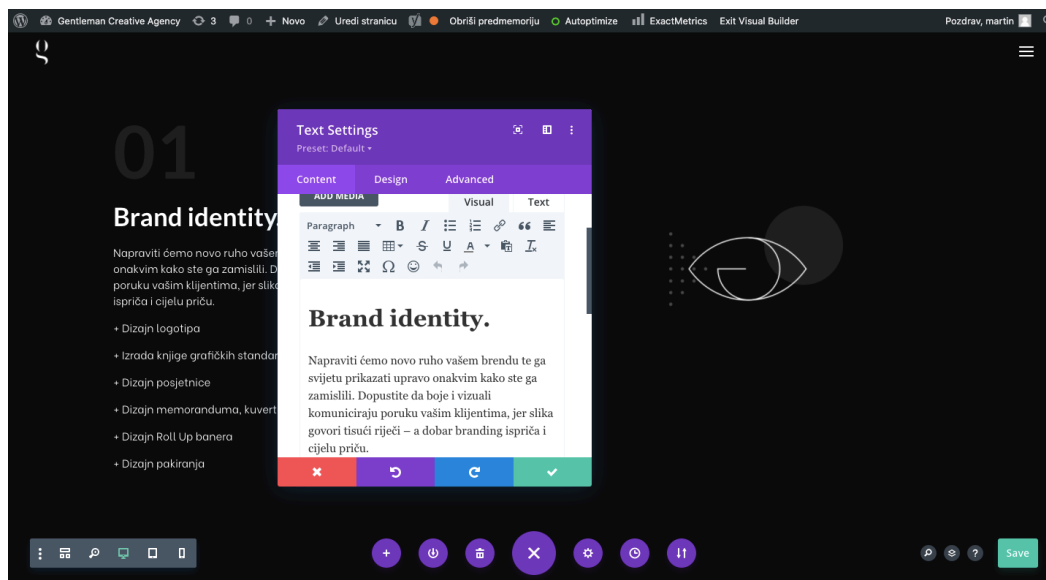 Gentleman Creative Agency 3 0 + Novo Uredi stranicu Obriši predmemoriju Autoptimize ExactMetrics Exit Visual Builder Pozdrav, martin
g
01
Brand identity.
Napraviti ćemo novo ruho vašem
onakvim kako ste ga zamislili. D
poruku vašim klijentima, jer slika
ispriča i cijelu priču.
+ Dizajn logotipa
+ Izrada knjige grafičkih standar
+ Dizajn posjetnice
+ Dizajn memoranduma, kuvert
+ Dizajn Roll Up banera
+ Dizajn pakiranja
Text Settings
Preset: Default
Content Design Advanced
ADD MEDIA Visual Text
Paragraph B I U A
Brand identity.
Napraviti ćemo novo ruho vašem brendu te ga
svijetu prikazati upravo onakvim kako ste ga
zamislili. Dopustite da boje i vizuali
komuniciraju poruku vašim klijentima, jer slika
govori tisući riječi – a dobar branding ispriča i
cijelu priču.
Save